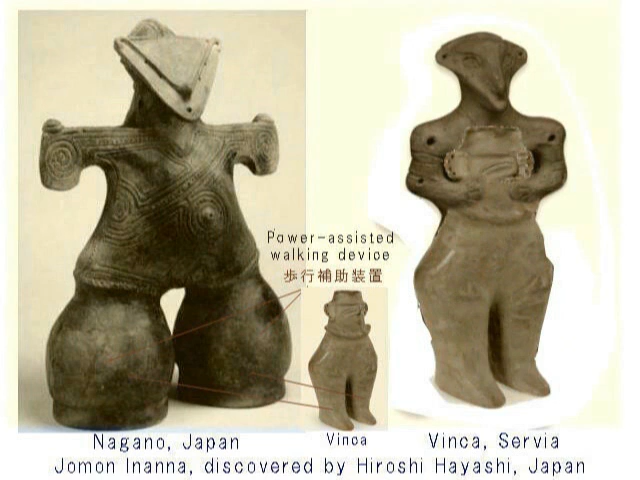 Power-assisted
walking device
歩行補助装置
Nagano, Japan
Vinca
Vinca, Servia
Jomon Inanna, discovered by Hiroshi Hayashi, Japan